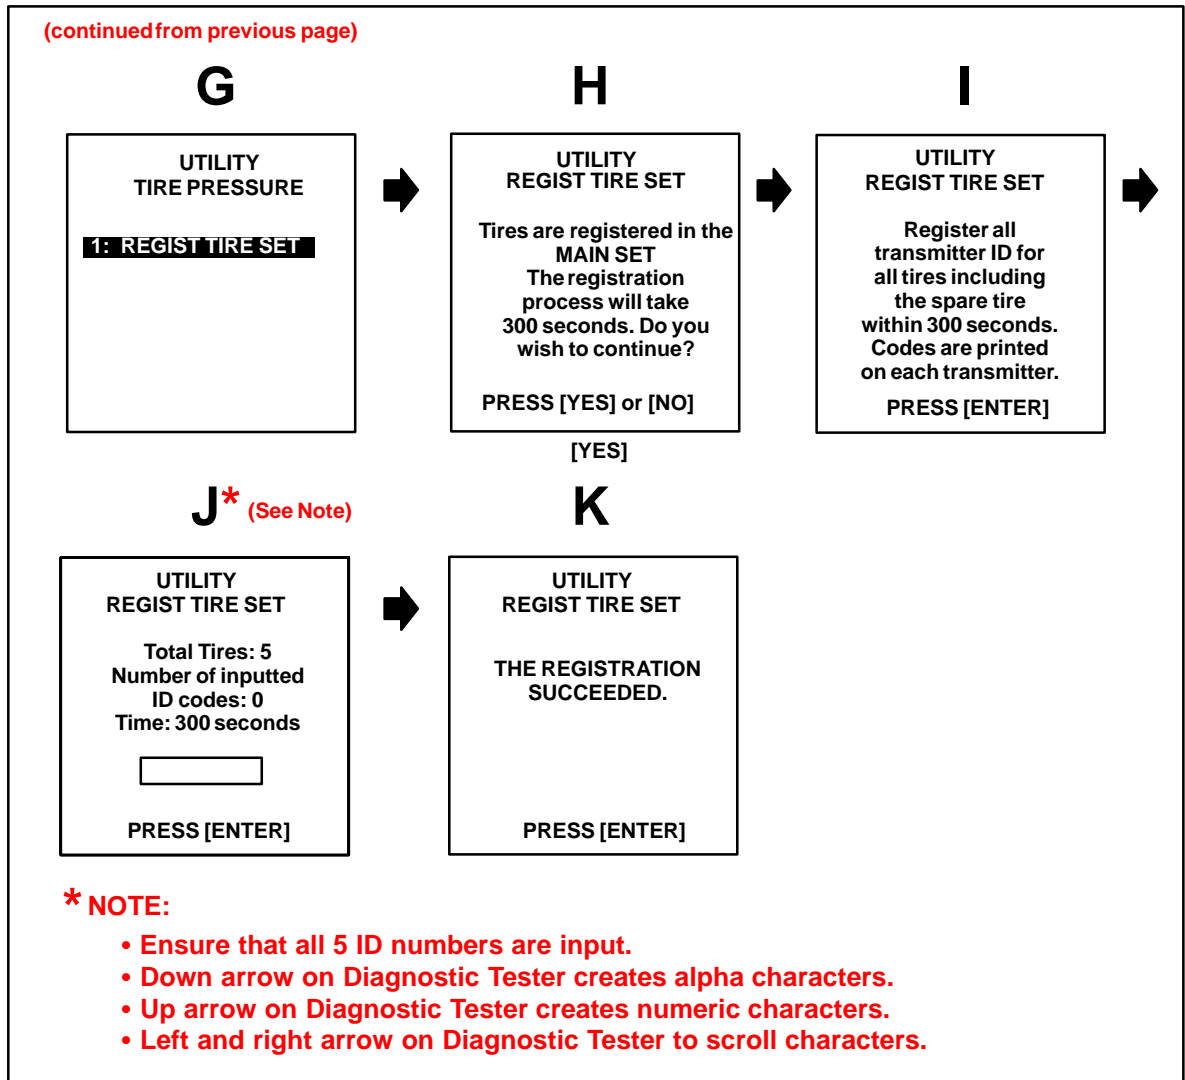 (continued from previous page)
G
UTILITY
TIRE PRESSURE
1: REGIST TIRE SET
H
UTILITY
REGIST TIRE SET
Tires are registered in the
MAIN SET
The registration
process will take
300 seconds. Do you
wish to continue?
PRESS [YES] or [NO]
[YES]
I
UTILITY
REGIST TIRE SET
Register all
transmitter ID for
all tires including
the spare tire
within 300 seconds.
Codes are printed
on each transmitter.
PRESS [ENTER]
J* (See Note)
UTILITY
REGIST TIRE SET
Total Tires: 5
Number of inputted
ID codes: 0
Time: 300 seconds
PRESS [ENTER]
K
UTILITY
REGIST TIRE SET
THE REGISTRATION
SUCCEEDED.
PRESS [ENTER]
* NOTE:
• Ensure that all 5 ID numbers are input.
• Down arrow on Diagnostic Tester creates alpha characters.
• Up arrow on Diagnostic Tester creates numeric characters.
• Left and right arrow on Diagnostic Tester to scroll characters.